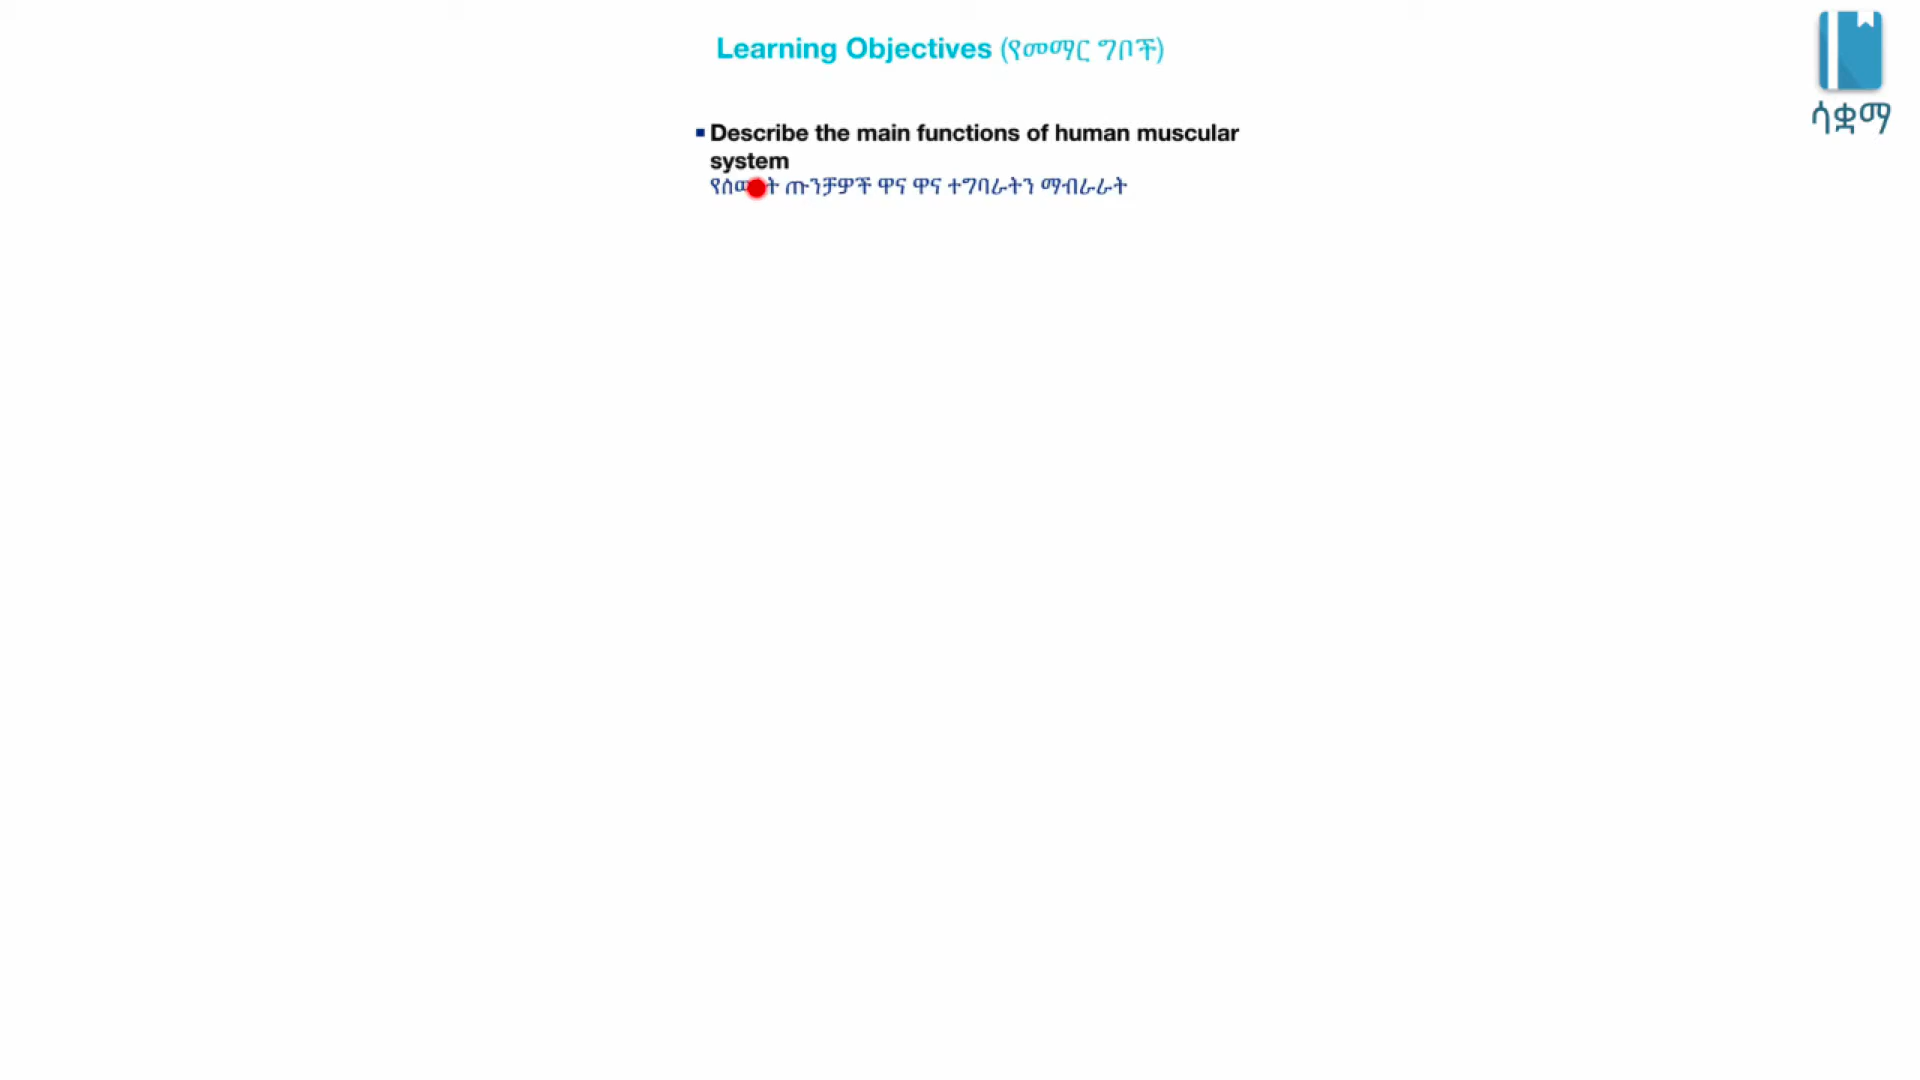 Learning Objectives (የመማር ግቦች)
ሳቋማ
▪ Describe the main functions of human muscular
system
ጡንቻዎች ዋና ዋና ተግባራትን ማብራራት